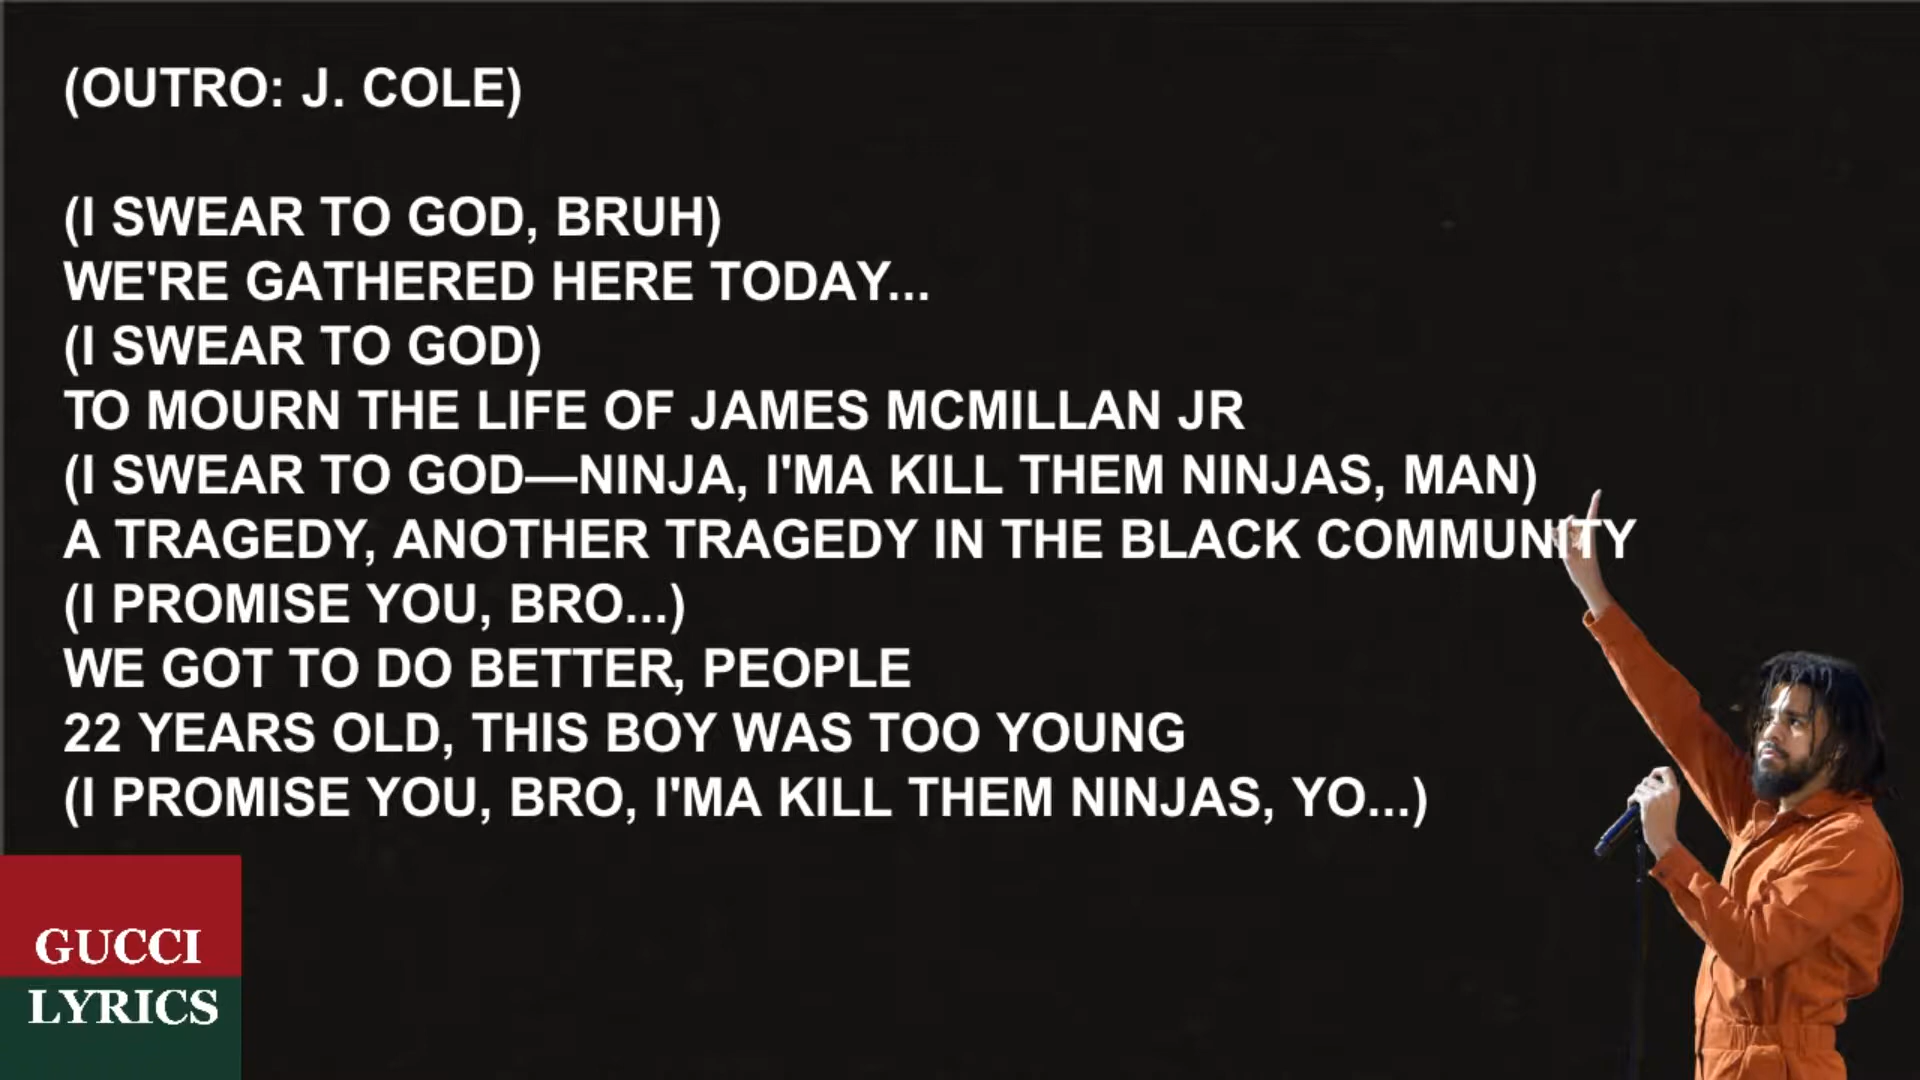 (OUTRO: J. COLE)
(I SWEAR TO GOD, BRUH)
WE'RE GATHERED HERE TODAY...
(I SWEAR TO GOD)
TO MOURN THE LIFE OF JAMES MCMILLAN JR
(I SWEAR TO GOD—NINJA, I'MA KILL THEM NINJAS, MAN)
A TRAGEDY, ANOTHER TRAGEDY IN THE BLACK COMMUNITY
(I PROMISE YOU, BRO...)
WE GOT TO DO BETTER, PEOPLE
22 YEARS OLD, THIS BOY WAS TOO YOUNG
(I PROMISE YOU, BRO, I'MA KILL THEM NINJAS, YO...)
GUCCI
LYRICS